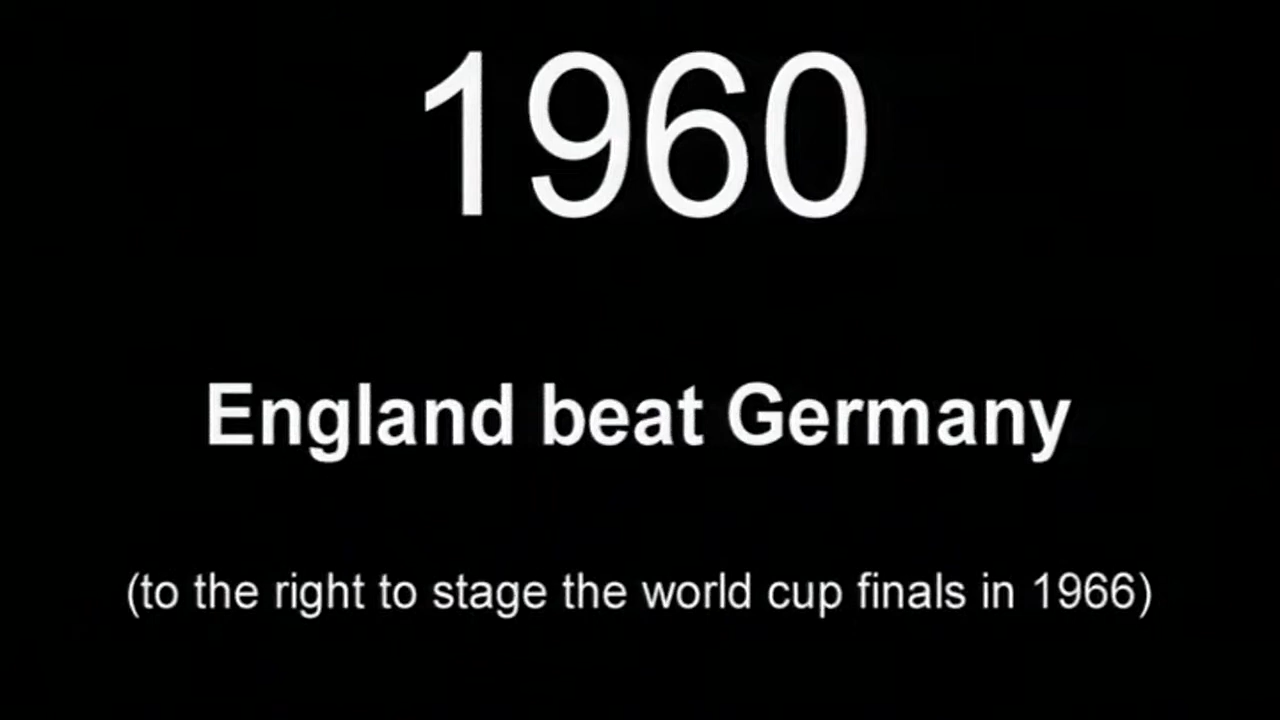 1960
England beat Germany
(to the right to stage the world cup finals in 1966)